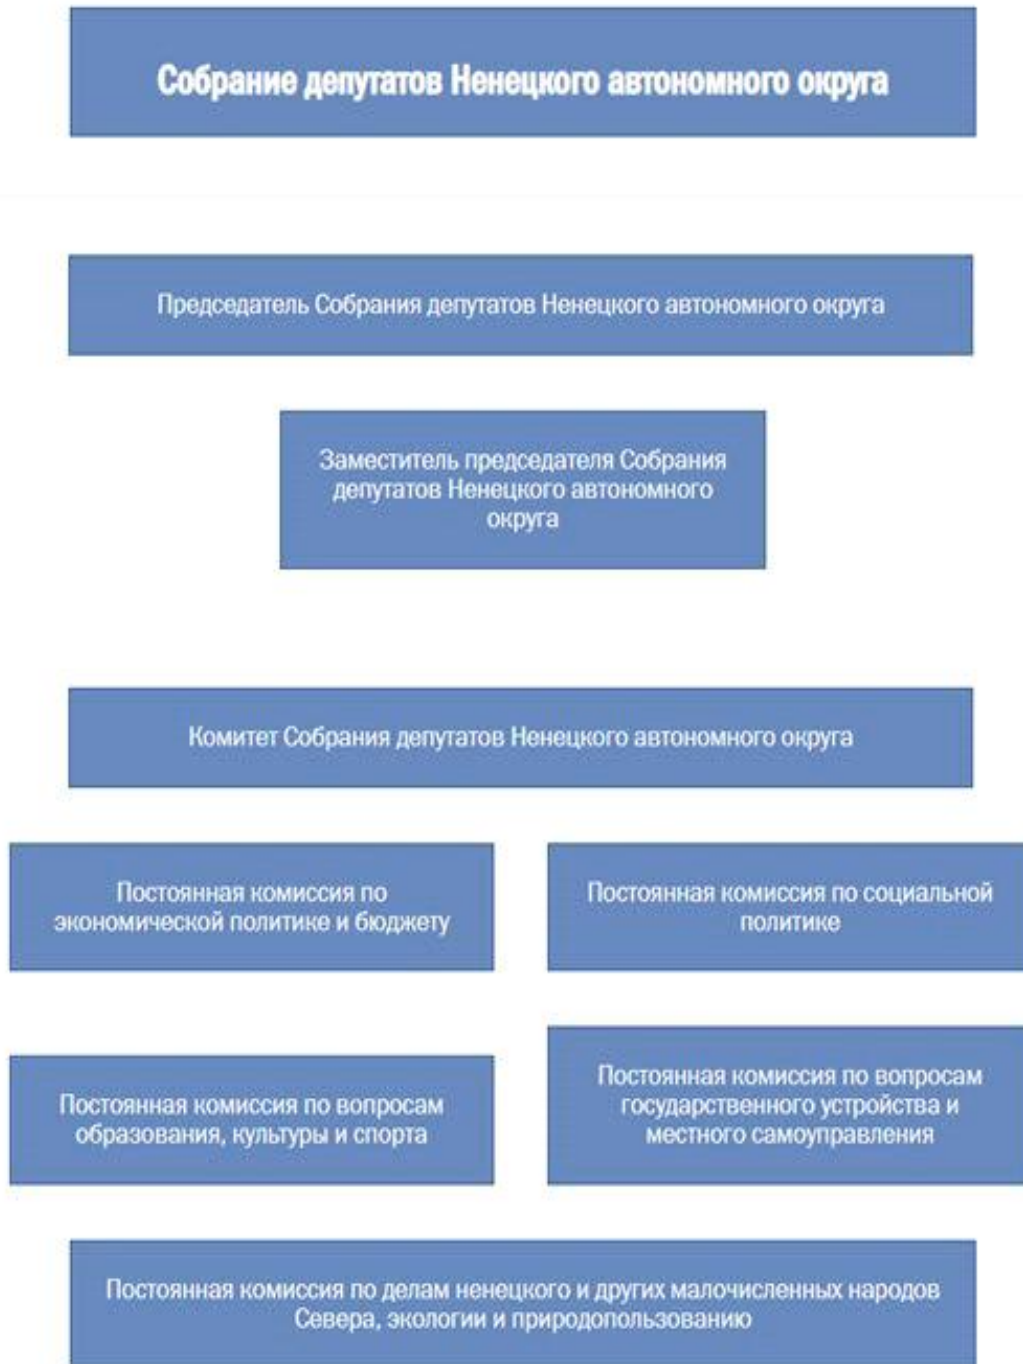 Собрание депутатов Ненецкого автономного округа
Председатель Собрания депутатов Ненецкого автономного округа
Заместитель председателя Собрания
депутатов Ненецкого автономного
округа
Комитет Собрания депутатов Ненецкого автономного округа
Постоянная комиссия по
экономической политике и бюджету
Постоянная комиссия по социальной
политике
Постоянная комиссия по вопросам
образования, культуры и спорта
Постоянная комиссия по вопросам
государственного устройства и
местного самоуправления
Постоянная комиссия по делам ненецкого и других малочисленных народов
Севера, экологии и природопользованию